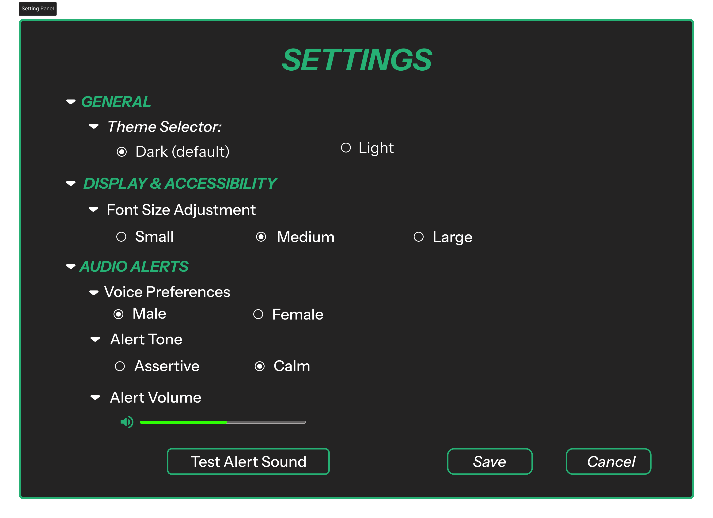 Setting Panel
SETTINGS
GENERAL
Theme Selector:
Dark (default) Light
DISPLAY & ACCESSIBILITY
Font Size Adjustment
Small Medium Large
AUDIO ALERTS
Voice Preferences
Male Female
Alert Tone
Assertive Calm
Alert Volume
Test Alert Sound Save Cancel